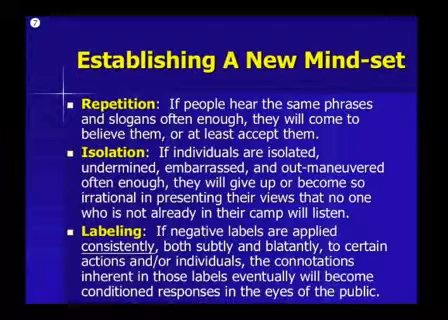 7
Establishing A New Mind-set
Repetition: If people hear the same phrases
and slogans often enough, they will come to
believe them, or at least accept them.
Isolation: If individuals are isolated,
undermined, embarrassed, and out-maneuvered
often enough, they will give up or become so
irrational in presenting their views that no one
who is not already in their camp will listen.
Labeling: If negative labels are applied
consistently, both subtly and blatantly, to certain
actions and/or individuals, the connotations
inherent in those labels eventually will become
conditioned responses in the eyes of the public.